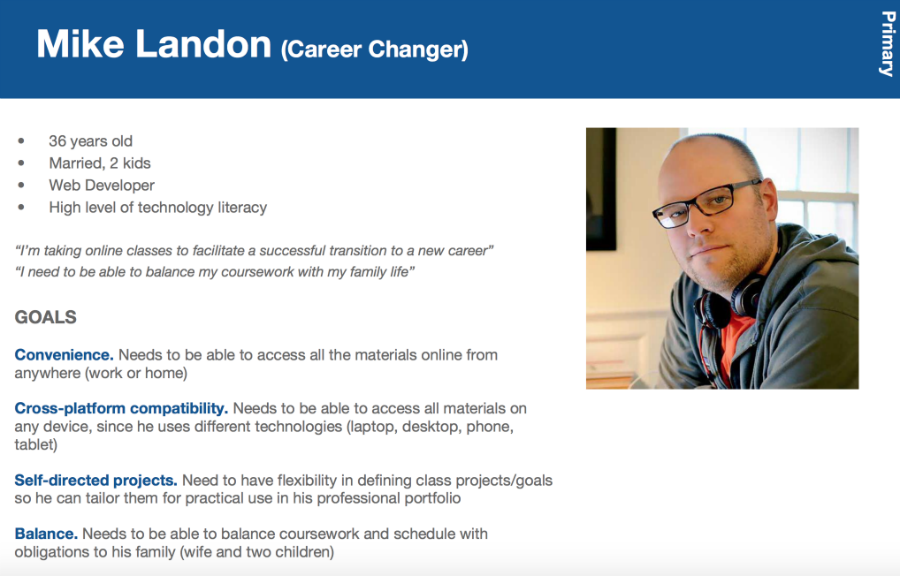 Mike Landon (Career Changer)
Primary
• 36 years old
• Married, 2 kids
• Web Developer
• High level of technology literacy
“I’m taking online classes to facilitate a successful transition to a new career”
“I need to be able to balance my coursework with my family life”
GOALS
Convenience. Needs to be able to access all the materials online from
anywhere (work or home)
Cross-platform compatibility. Needs to be able to access all materials on
any device, since he uses different technologies (laptop, desktop, phone,
tablet)
Self-directed projects. Need to have flexibility in defining class projects/goals
so he can tailor them for practical use in his professional portfolio
Balance. Needs to be able to balance coursework and schedule with
obligations to his family (wife and two children)